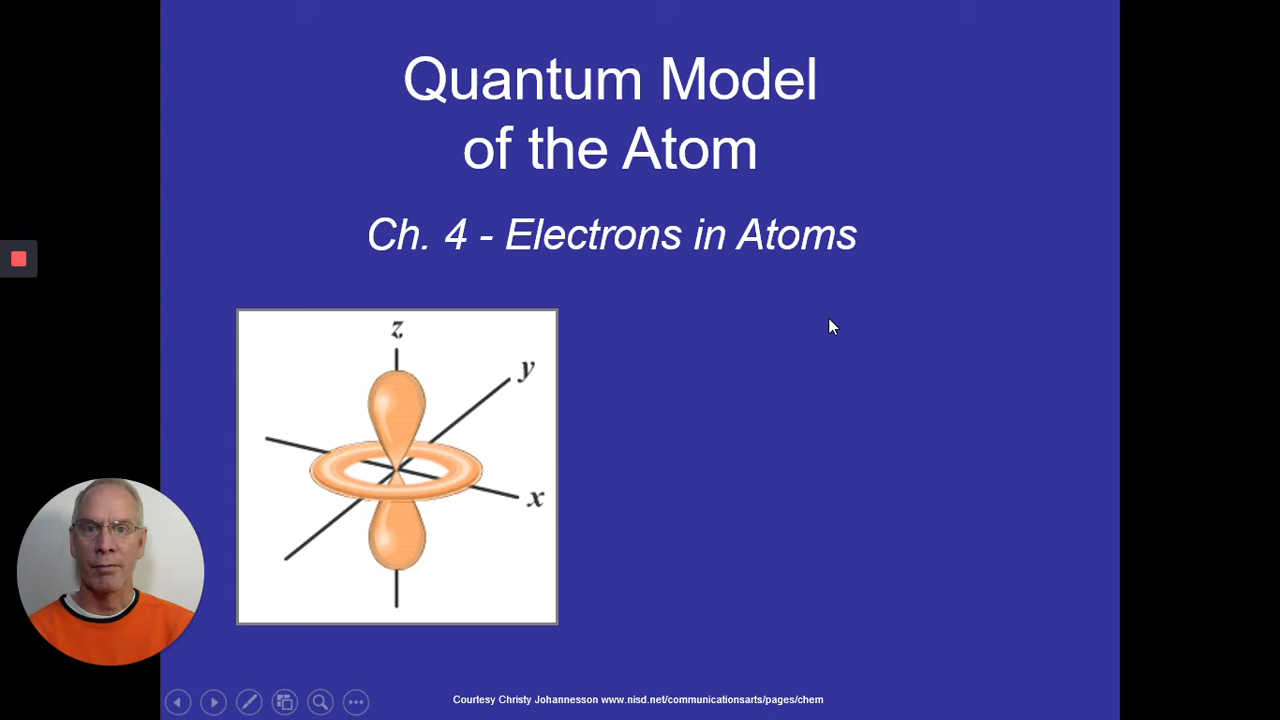 Quantum Model
of the Atom
Ch. 4 - Electrons in Atoms
z
y
x
Courtesy Christy Johannesson www.nisd.net/communicationsarts/pages/chem